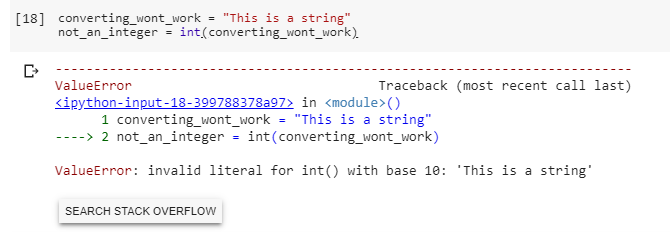 [18] converting_wont_work = "This is a string"
not_an_integer = int(converting_wont_work)
---------------------------------------------------------------------------
ValueError Traceback (most recent call last)
<ipython-input-18-399788378a97> in <module>()
1 converting_wont_work = "This is a string"
----> 2 not_an_integer = int(converting_wont_work)
ValueError: invalid literal for int() with base 10: 'This is a string'
SEARCH STACK OVERFLOW